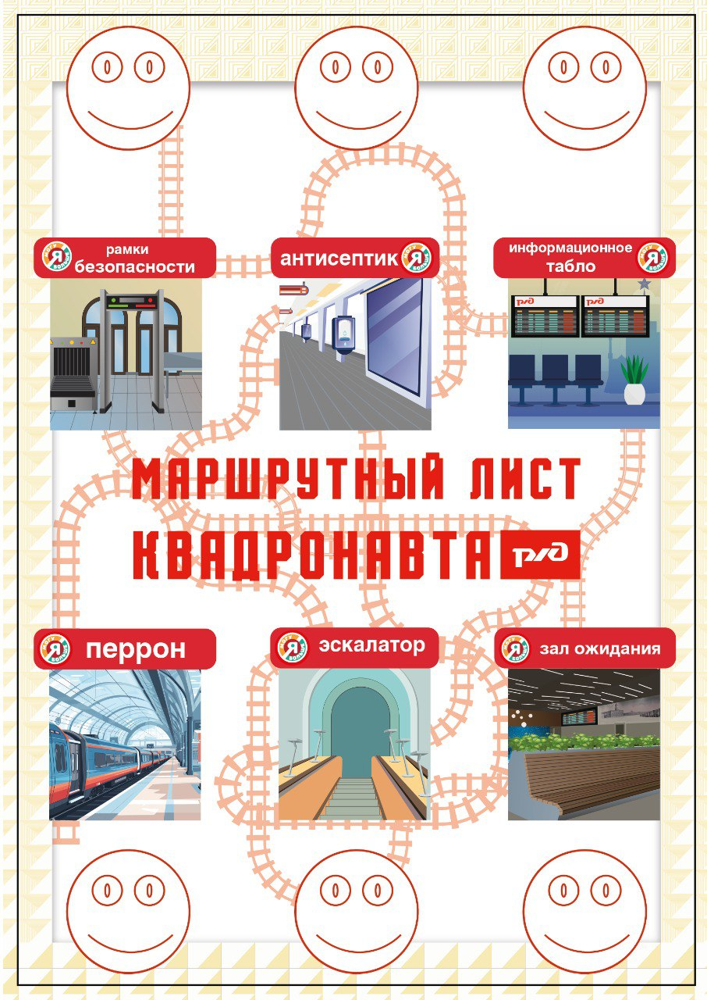 рамки
безопасности
антисептик
информационное
табло
МАРШРУТНЫЙ ЛИСТ
КВАДРОНАВТА РЖД
перрон
эскалатор
зал ожидания